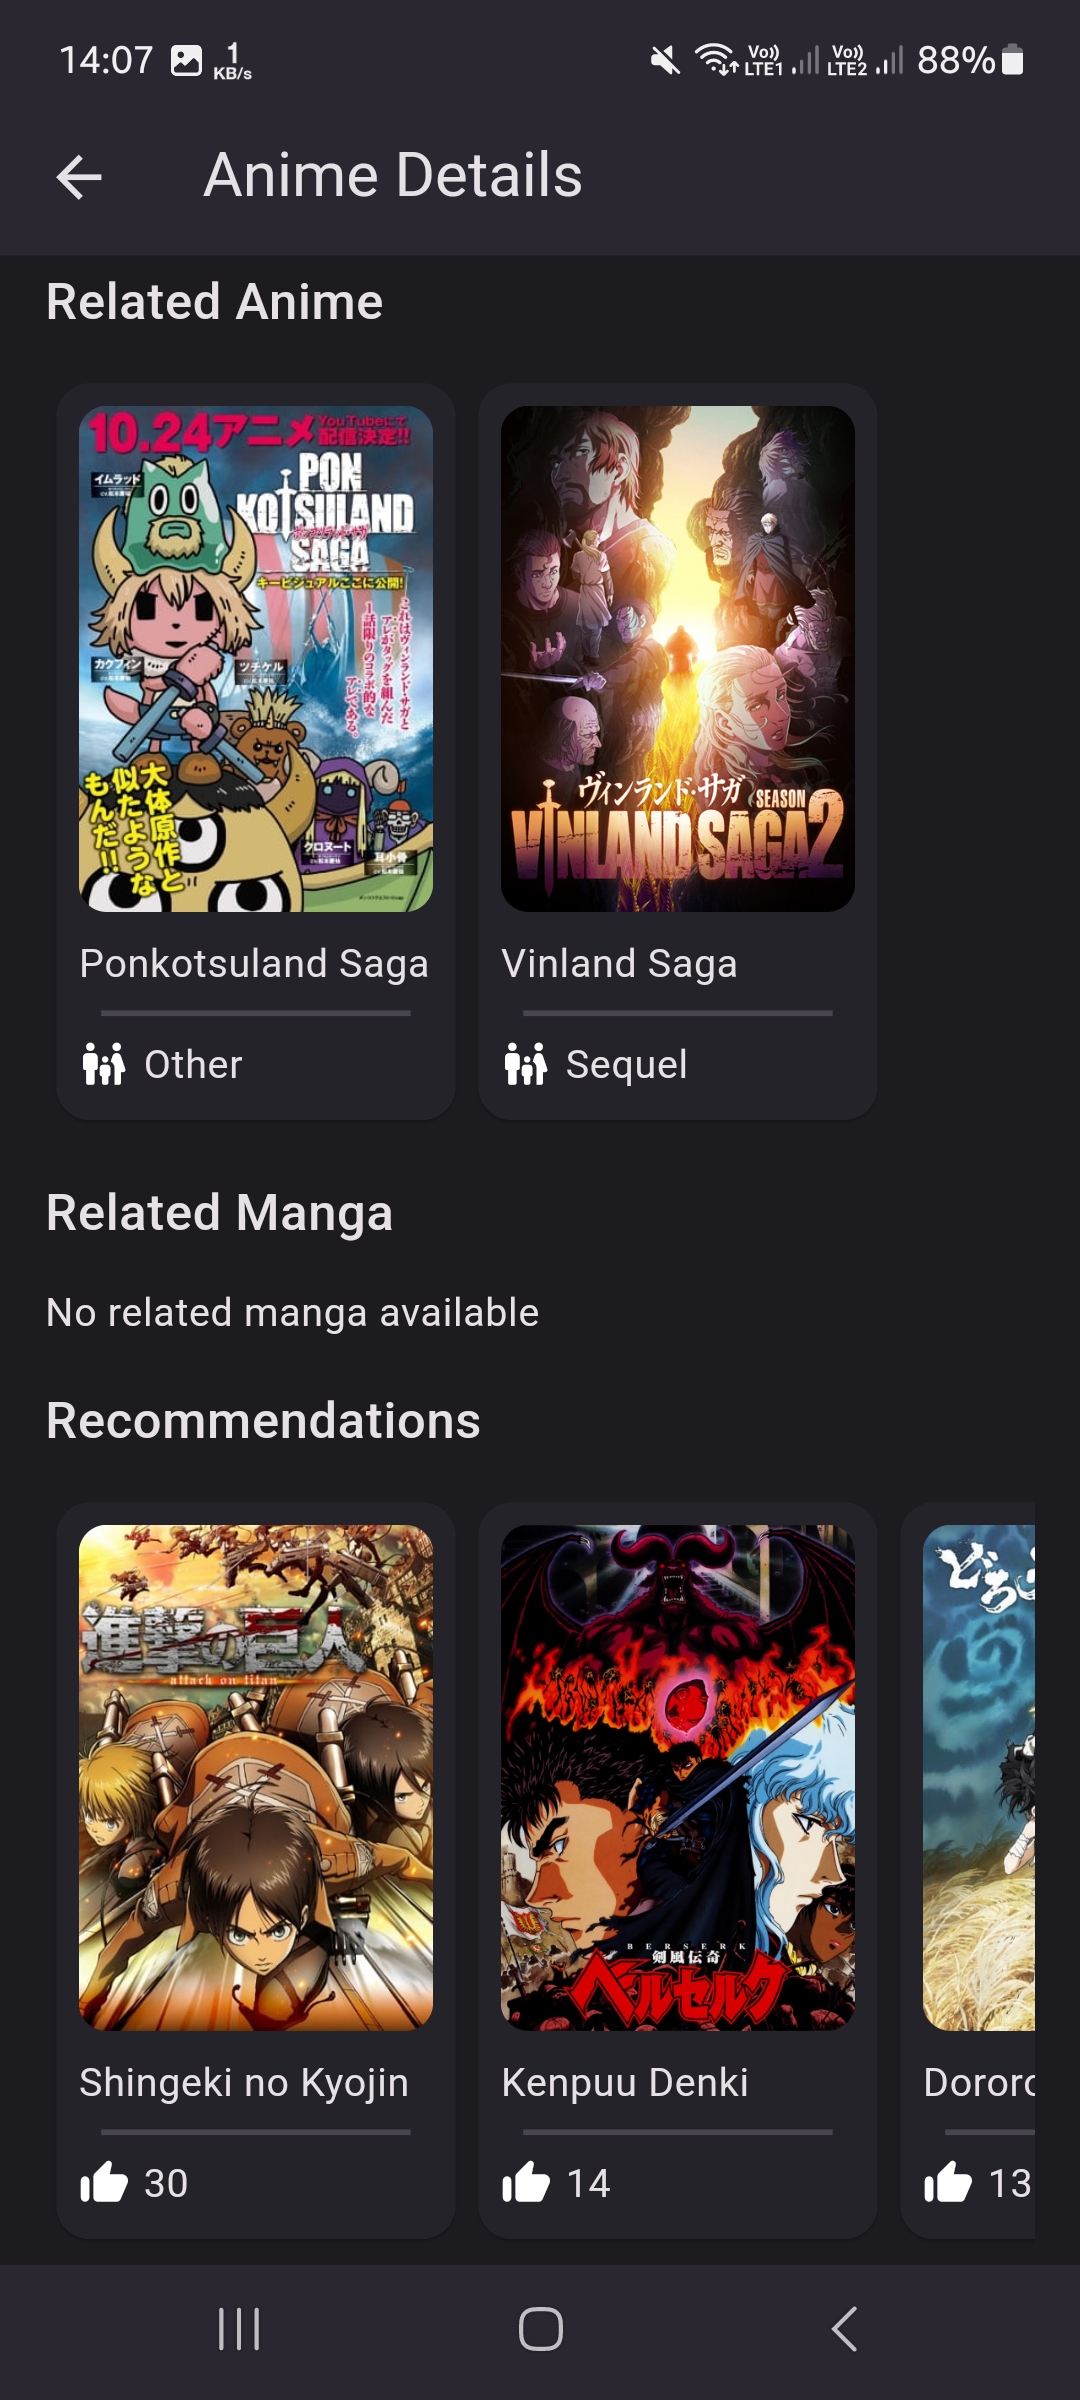 14:07
1
KB/s
Vo))
LTE1
Vo))
LTE2
88%
Anime Details
Related Anime
10.24アニメ
YouTubeにて
配信決定!!
イムラッド
PON
KOTSULAND
SAGA
キービジュアルここに公開!
これはヴィンランド・サガと
アレがタッグを組んだ
1話限りのコラボ的な
アレである。
カクフィン
ツチケル
大体原作と
似たような
もんだ!!
クロヌート
耳小骨
ヴィンランド・サガ
SEASON
VINLAND SAGA 2
Ponkotsuland Saga
Other
Vinland Saga
Sequel
Related Manga
No related manga available
Recommendations
進撃の巨人
attack on titan
BERSERK
剣風伝奇
ベルセルク
どろ
Shingeki no Kyojin
30
Kenpuu Denki
14
Dororo
13